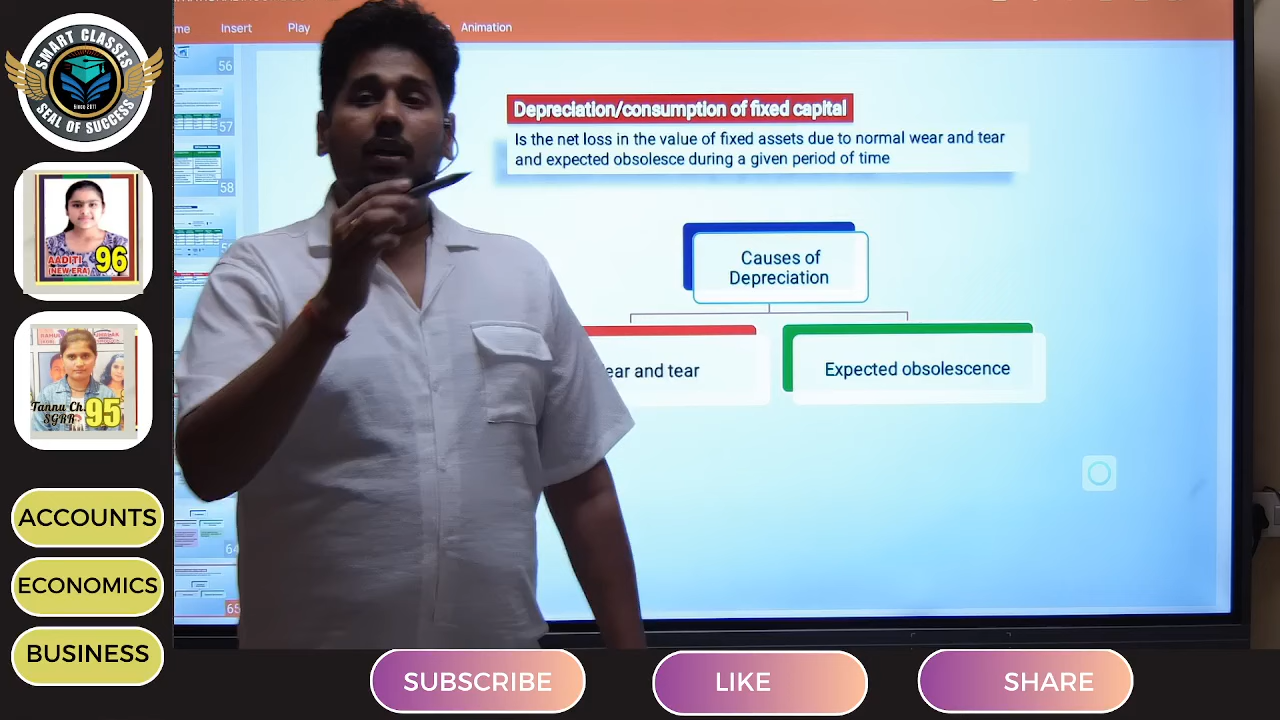 SMART CLASSES
Since 2011
SEAL OF SUCCESS
AADITI
(NEW ERA)
96
Tannu Ch.
SGRR
95
ACCOUNTS
ECONOMICS
BUSINESS
Insert
Play
Animation
56
57
58
64
65
Depreciation/consumption of fixed capital
Is the net loss in the value of fixed assets due to normal wear and tear
and expected obsolesce during a given period of time
Causes of
Depreciation
and tear
Expected obsolescence
SUBSCRIBE
LIKE
SHARE